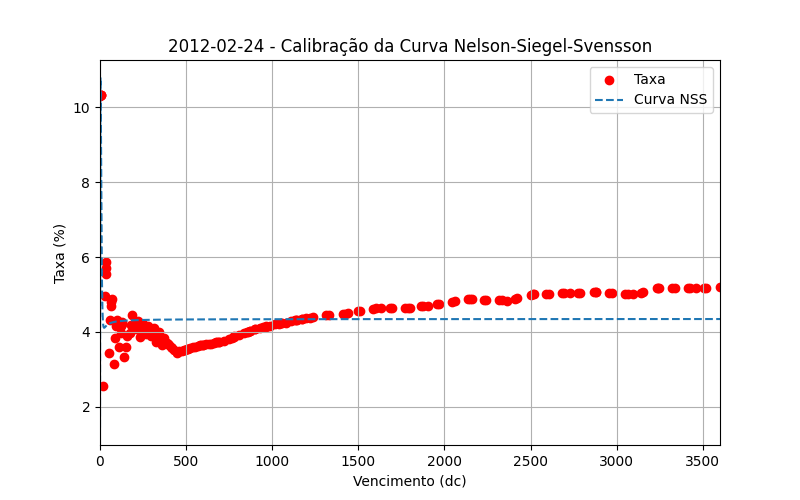 2012-02-24 - Calibração da Curva Nelson-Siegel-Svensson
Taxa
Curva NSS
Taxa (%)
10
8
6
4
2
0 500 1000 1500 2000 2500 3000 3500
Vencimento (dc)